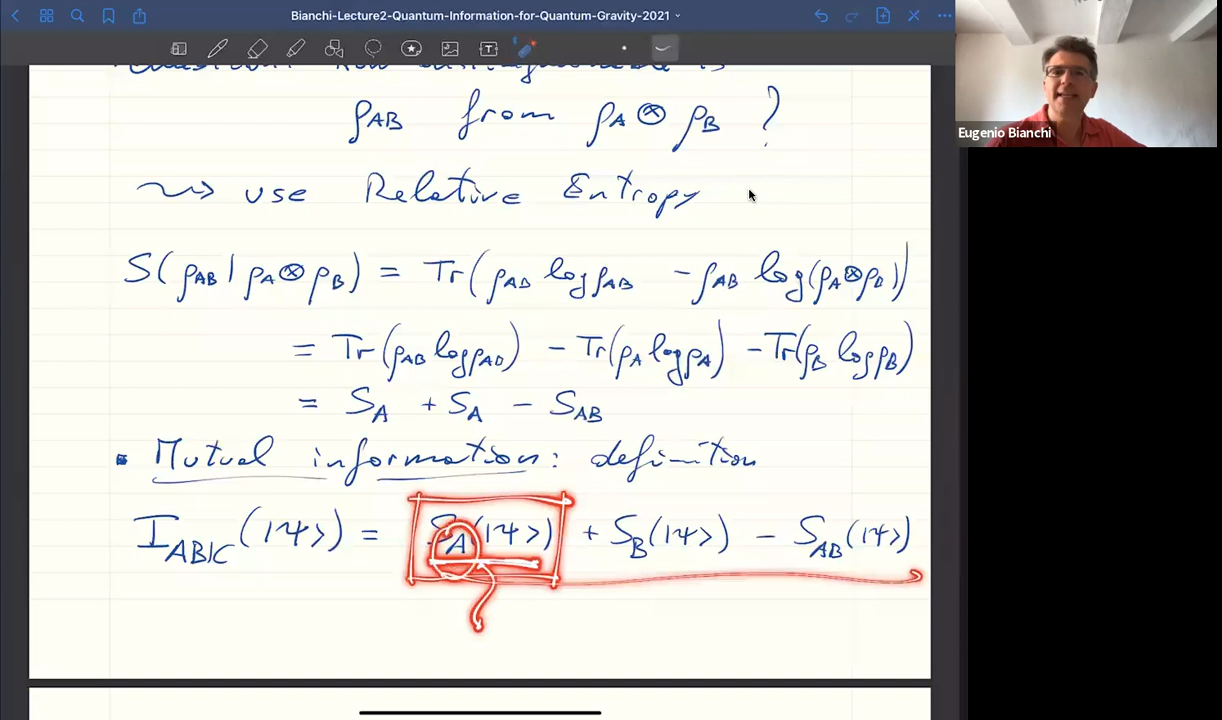 Bianchi-Lecture2-Quantum-Information-for-Quantum-Gravity-2021
ρAB from ρA ⊗ ρB ?
⇝ use Relative Entropy
S(ρAB | ρA ⊗ ρB) = Tr(ρAB log ρAB − ρAB log(ρA⊗ρB))
= Tr(ρAB log ρAB) − Tr(ρA log ρA) − Tr(ρB log ρB)
= SA + SA − SAB
▪ Mutual information: definition
IAB|C(|ψ>) = SA(|ψ>) + SB(|ψ>) − SAB(|ψ>)
Eugenio Bianchi